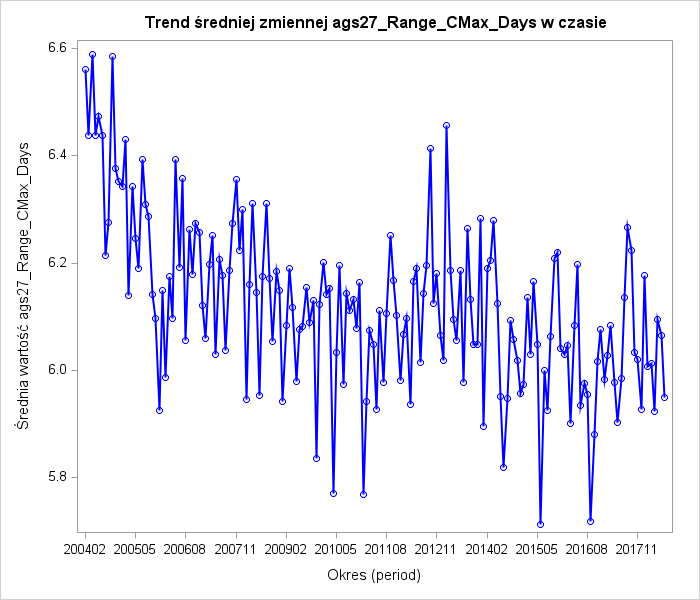 Trend średniej zmiennej ags27_Range_CMax_Days w czasie
Średnia wartość ags27_Range_CMax_Days
6.6
6.4
6.2
6.0
5.8
200402 200505 200608 200711 200902 201005 201108 201211 201402 201505 201608 201711
Okres (period)